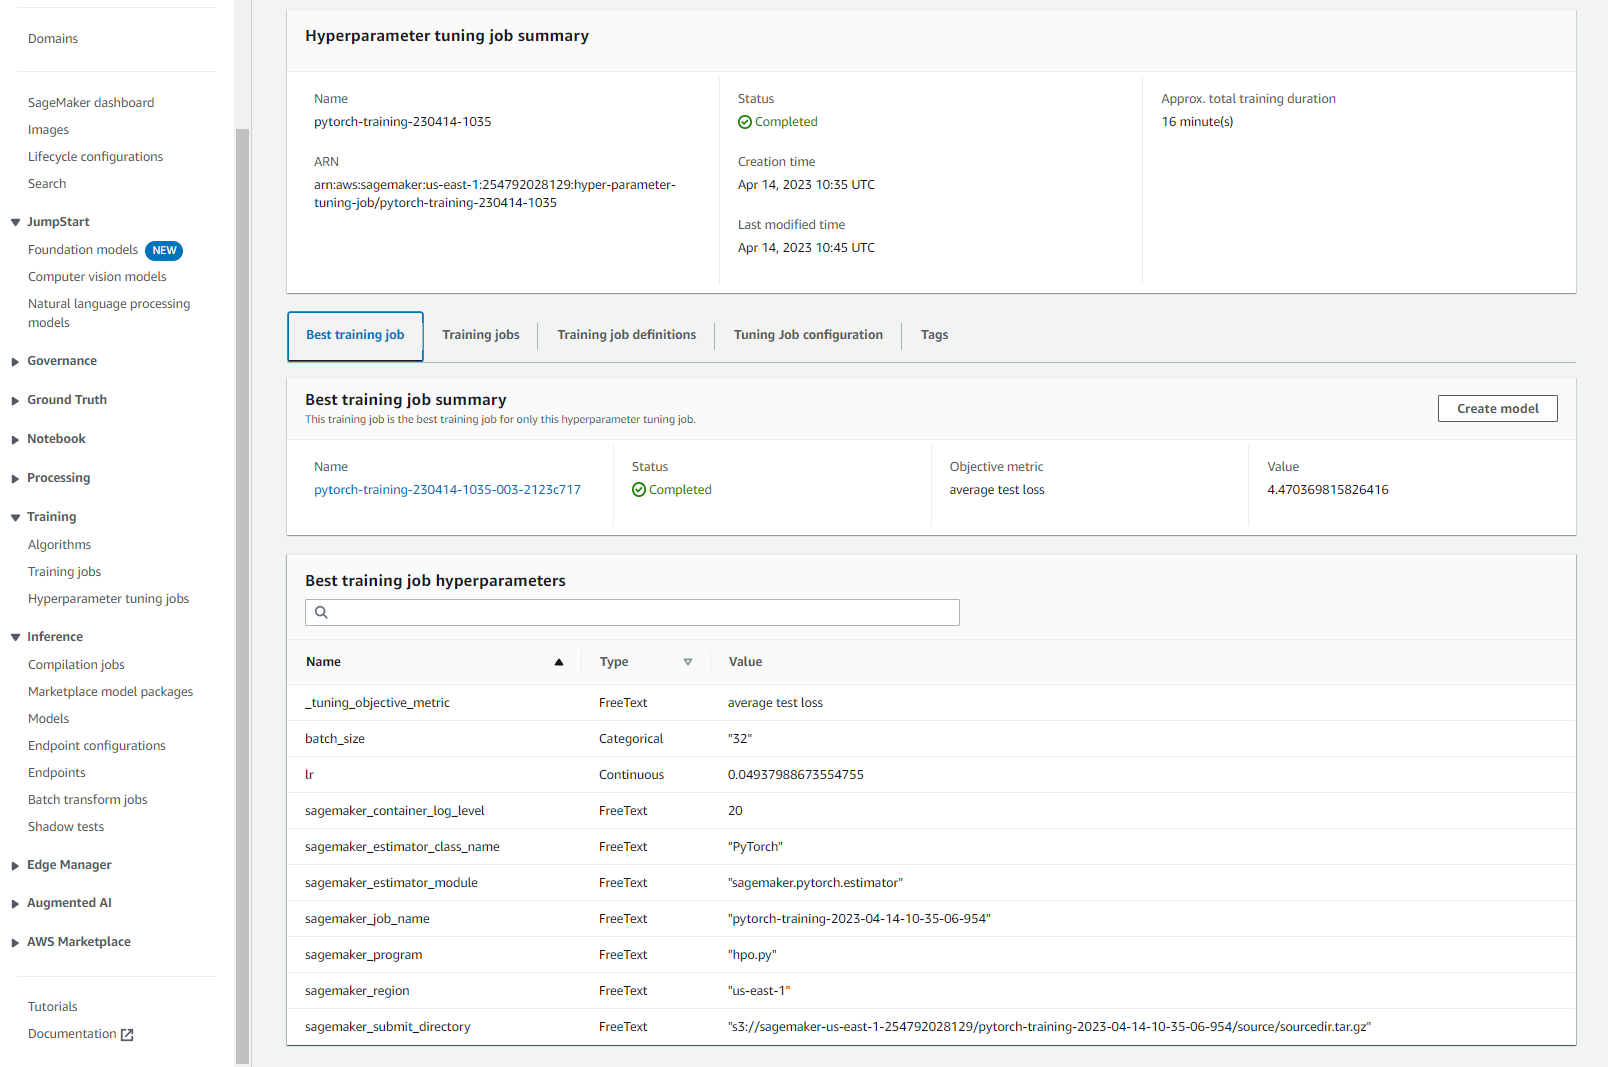 Domains
SageMaker dashboard
Images
Lifecycle configurations
Search
JumpStart
Foundation models NEW
Computer vision models
Natural language processing
models
Governance
Ground Truth
Notebook
Processing
Training
Algorithms
Training jobs
Hyperparameter tuning jobs
Inference
Compilation jobs
Marketplace model packages
Models
Endpoint configurations
Endpoints
Batch transform jobs
Shadow tests
Edge Manager
Augmented AI
AWS Marketplace
Tutorials
Documentation
Hyperparameter tuning job summary
Name
pytorch-training-230414-1035
ARN
arn:aws:sagemaker:us-east-1:254792028129:hyper-parameter-
tuning-job/pytorch-training-230414-1035
Status
Completed
Creation time
Apr 14, 2023 10:35 UTC
Last modified time
Apr 14, 2023 10:45 UTC
Approx. total training duration
16 minute(s)
Best training job Training jobs Training job definitions Tuning Job configuration Tags
Best training job summary
This training job is the best training job for only this hyperparameter tuning job.
Create model
Name
pytorch-training-230414-1035-003-2123c717
Status
Completed
Objective metric
average test loss
Value
4.470369815826416
Best training job hyperparameters
Name Type Value
_tuning_objective_metric FreeText average test loss
batch_size Categorical "32"
lr Continuous 0.04937988673554755
sagemaker_container_log_level FreeText 20
sagemaker_estimator_class_name FreeText "PyTorch"
sagemaker_estimator_module FreeText "sagemaker.pytorch.estimator"
sagemaker_job_name FreeText "pytorch-training-2023-04-14-10-35-06-954"
sagemaker_program FreeText "hpo.py"
sagemaker_region FreeText "us-east-1"
sagemaker_submit_directory FreeText "s3://sagemaker-us-east-1-254792028129/pytorch-training-2023-04-14-10-35-06-954/source/sourcedir.tar.gz"